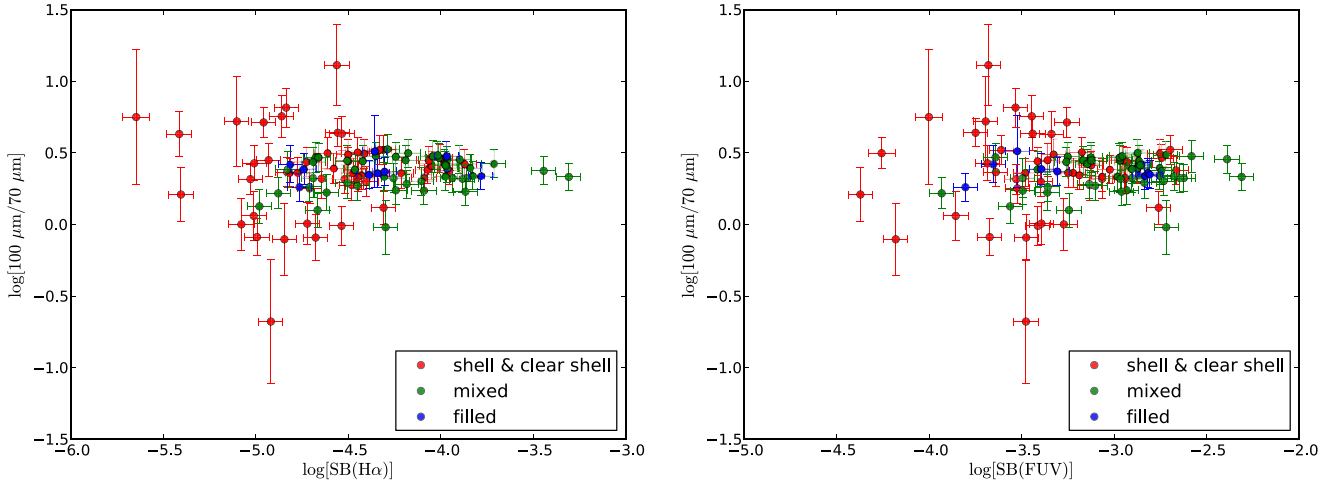 1.5
1.0
0.5
0.0
−0.5
−1.0
−1.5
log[100 μm/70 μm]
shell & clear shell
mixed
filled
−6.0 −5.5 −5.0 −4.5 −4.0 −3.5 −3.0
log[SB(Hα)]
1.5
1.0
0.5
0.0
−0.5
−1.0
−1.5
log[100 μm/70 μm]
shell & clear shell
mixed
filled
−5.0 −4.5 −4.0 −3.5 −3.0 −2.5 −2.0
log[SB(FUV)]